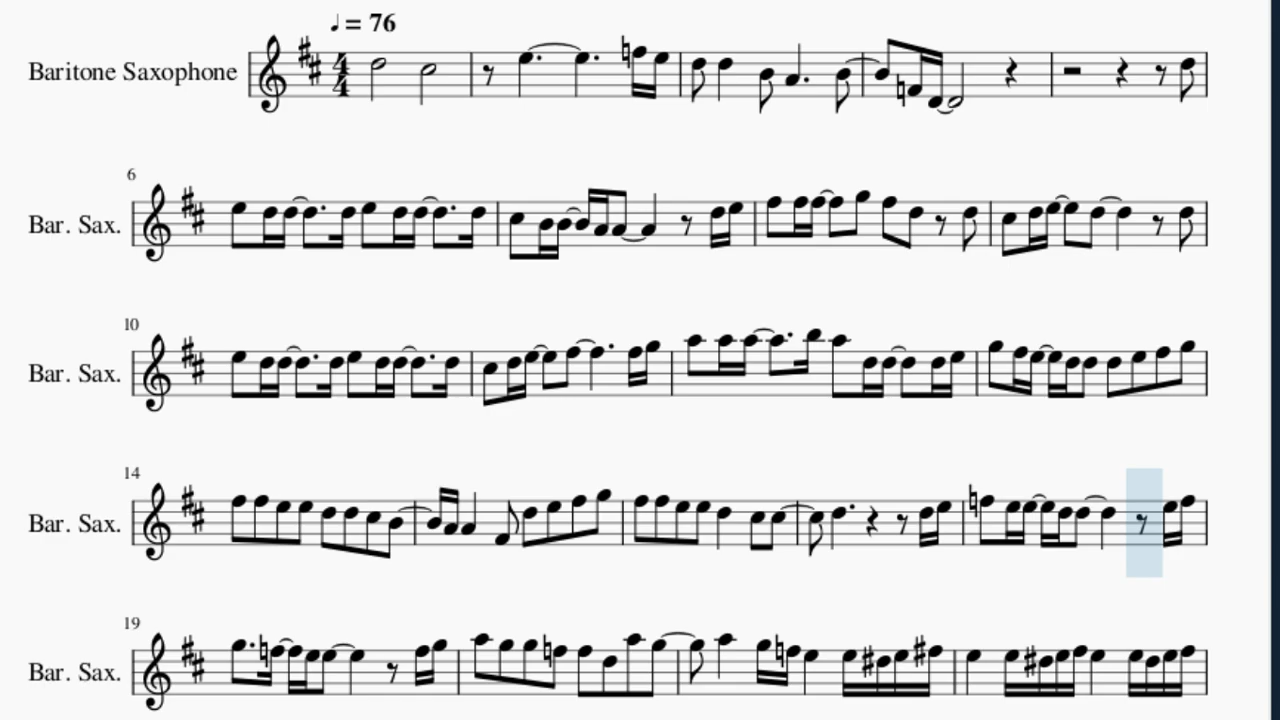 ♩ = 76
Baritone Saxophone
4
4
6
Bar. Sax.
10
Bar. Sax.
14
Bar. Sax.
19
Bar. Sax.